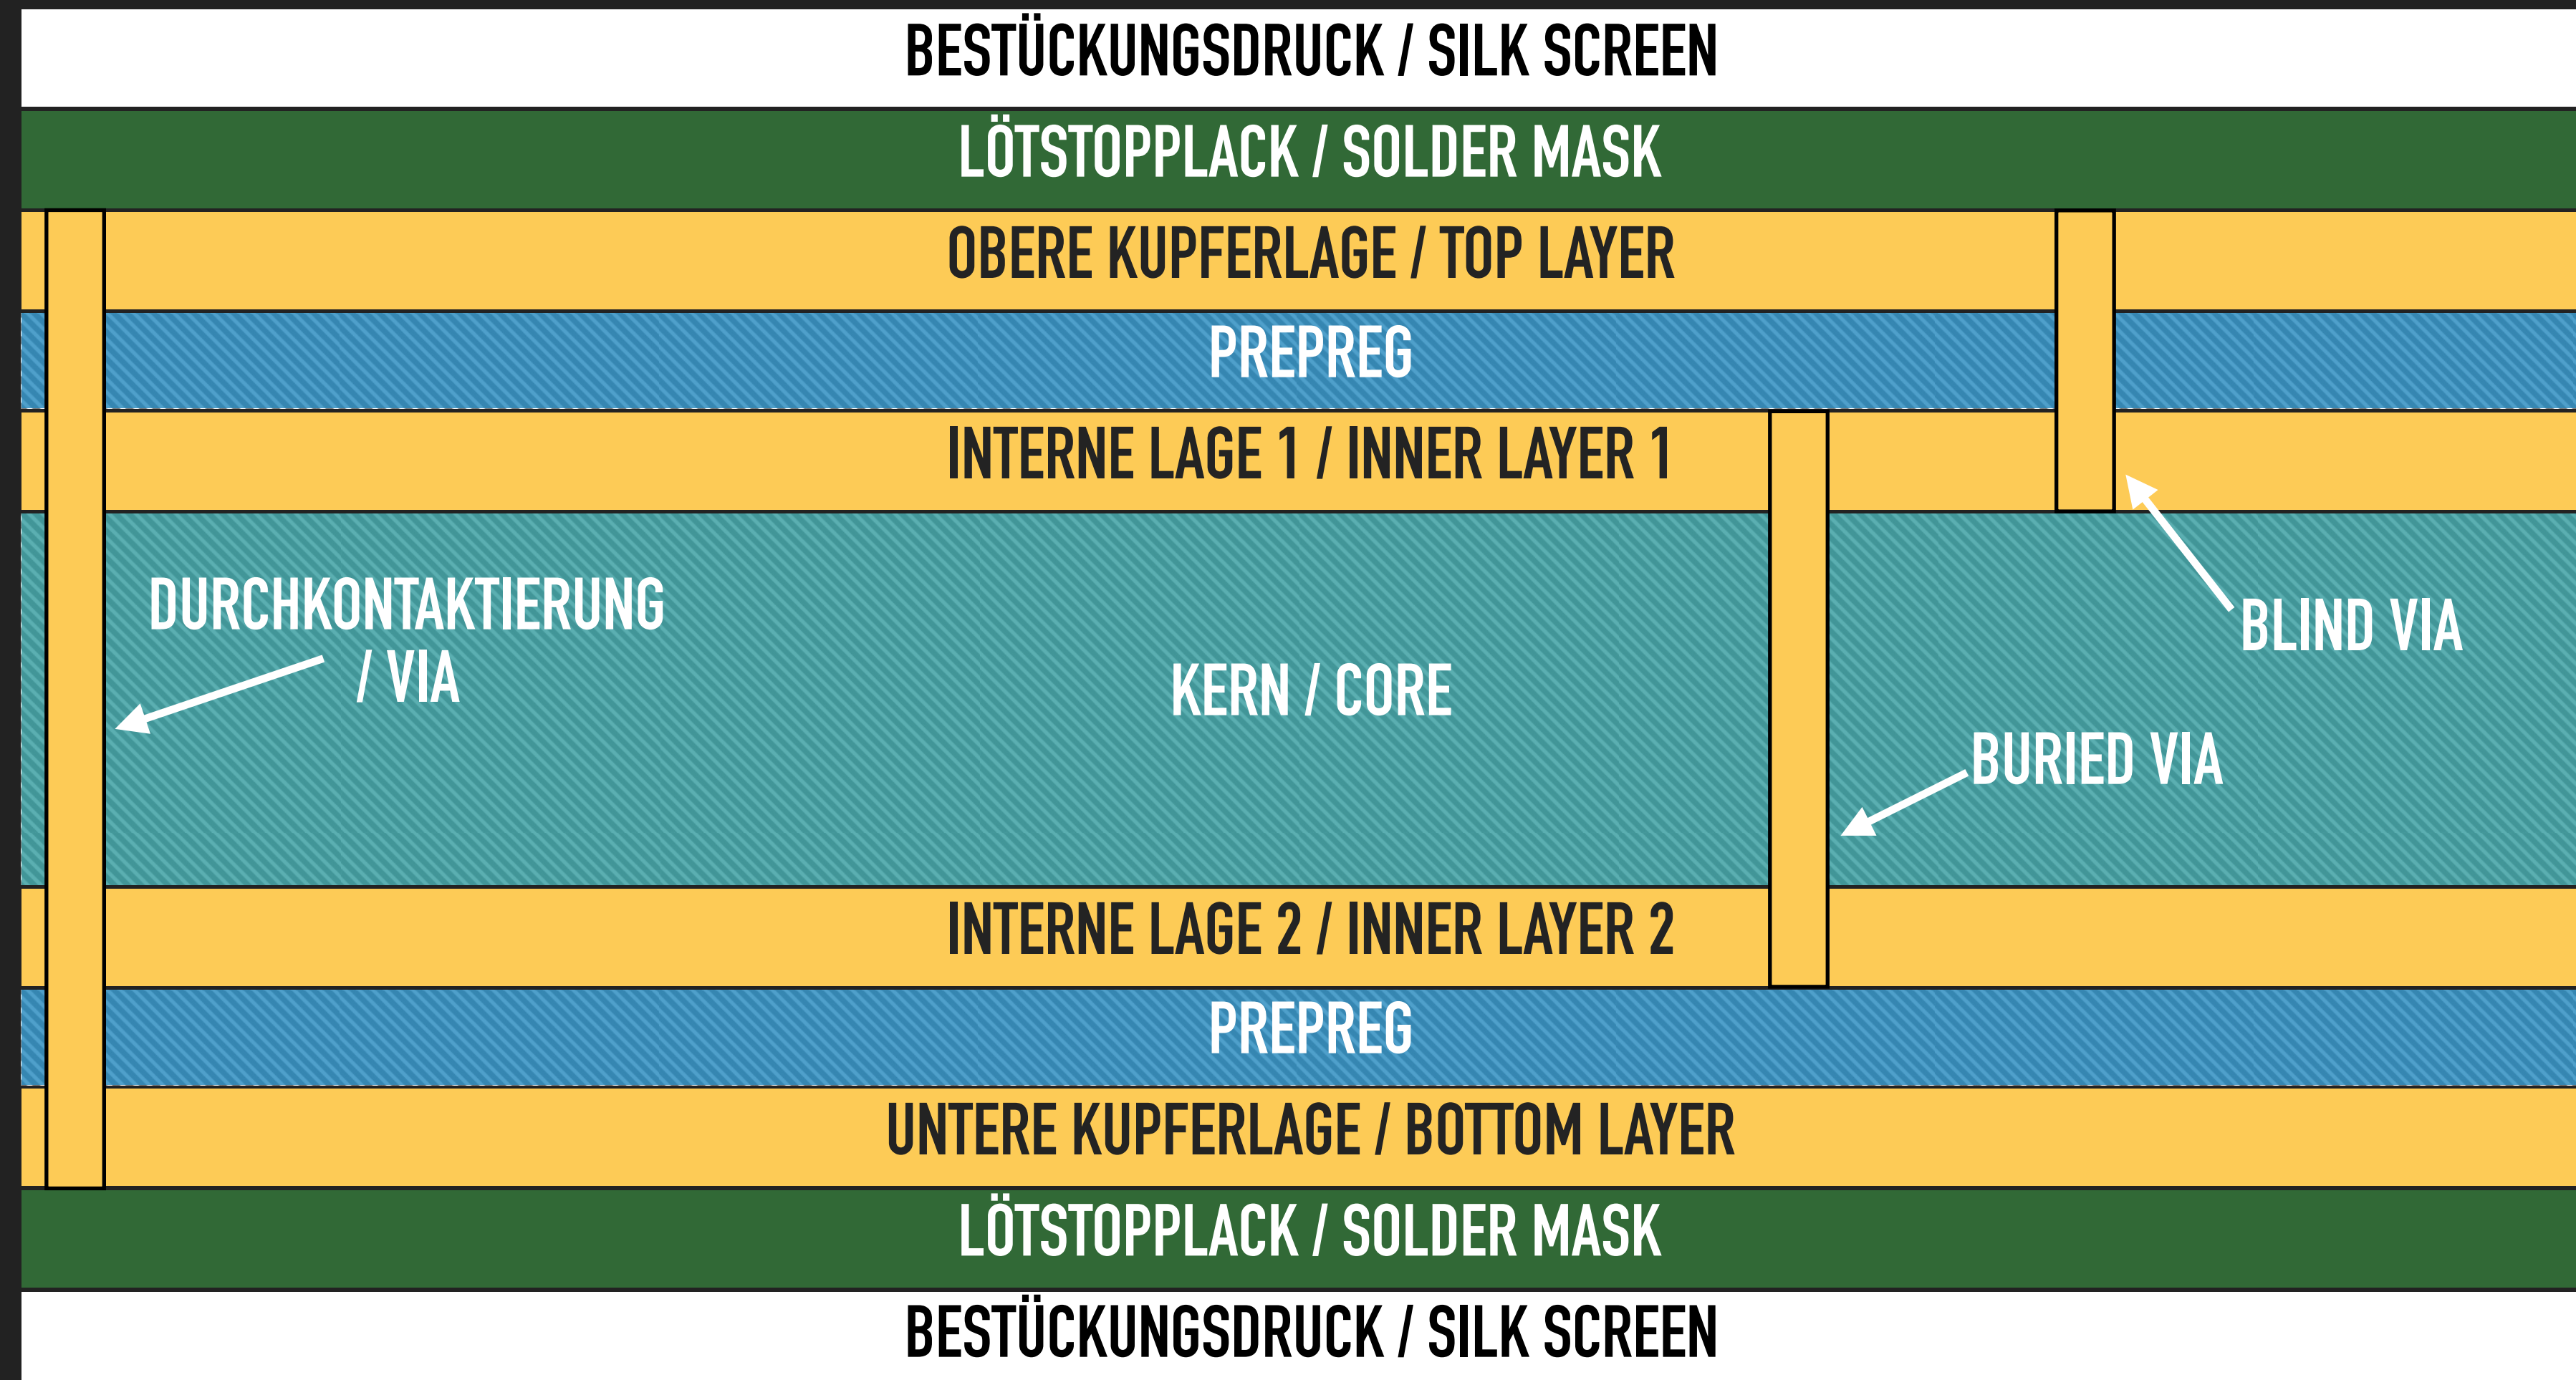 BESTÜCKUNGSDRUCK / SILK SCREEN
LÖTSTOPPLACK / SOLDER MASK
OBERE KUPFERLAGE / TOP LAYER
PREPREG
INTERNE LAGE 1 / INNER LAYER 1
DURCHKONTAKTIERUNG
/ VIA
KERN / CORE
BLIND VIA
BURIED VIA
INTERNE LAGE 2 / INNER LAYER 2
PREPREG
UNTERE KUPFERLAGE / BOTTOM LAYER
LÖTSTOPPLACK / SOLDER MASK
BESTÜCKUNGSDRUCK / SILK SCREEN